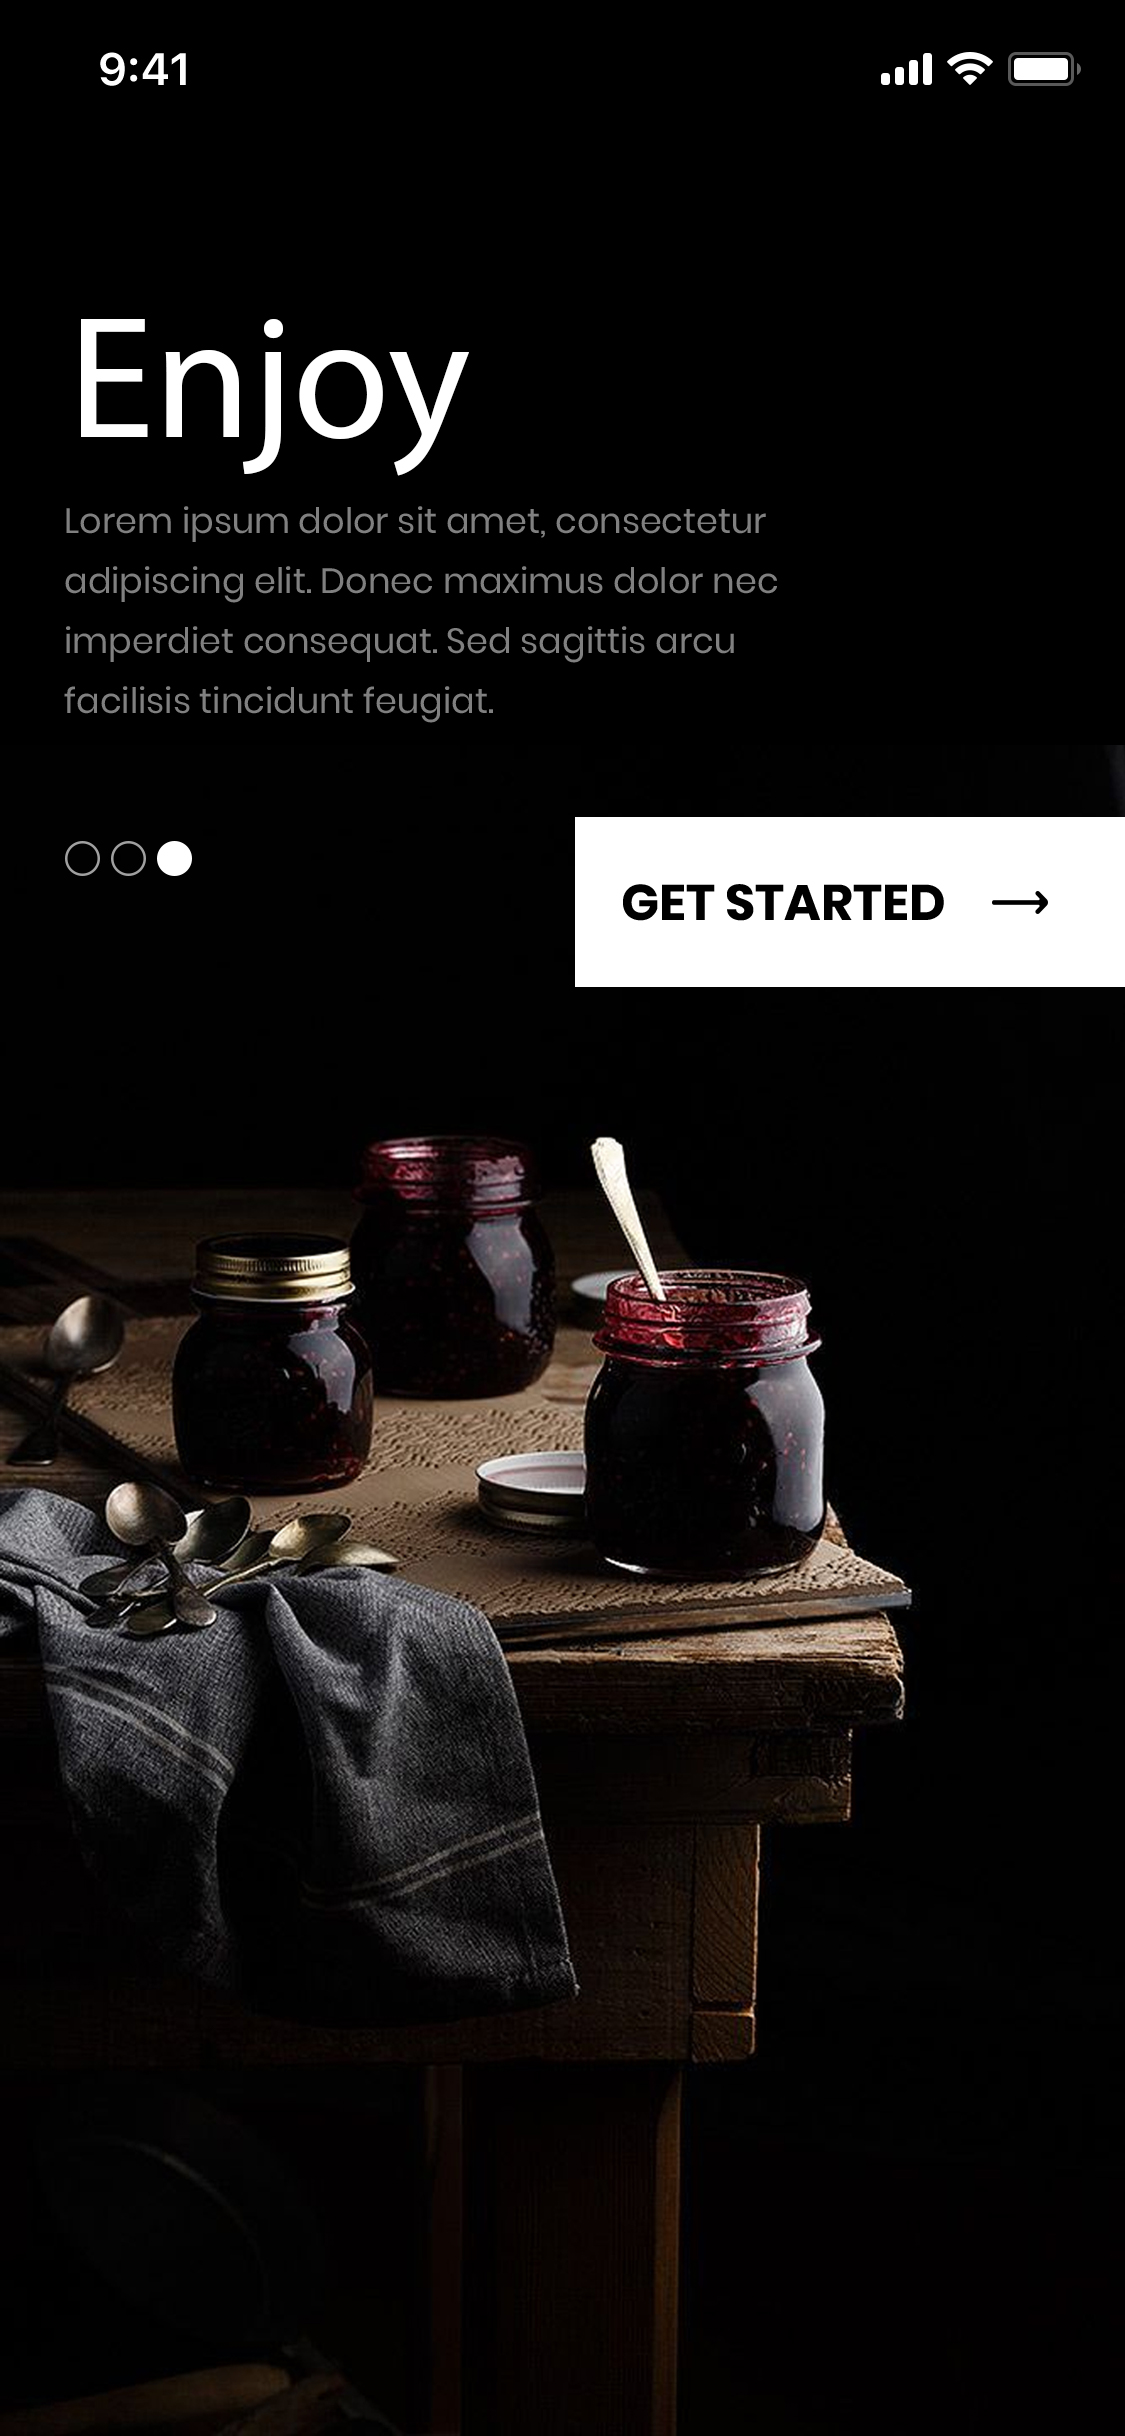 9:41
Enjoy
Lorem ipsum dolor sit amet, consectetur
adipiscing elit. Donec maximus dolor nec
imperdiet consequat. Sed sagittis arcu
facilisis tincidunt feugiat.
GET STARTED